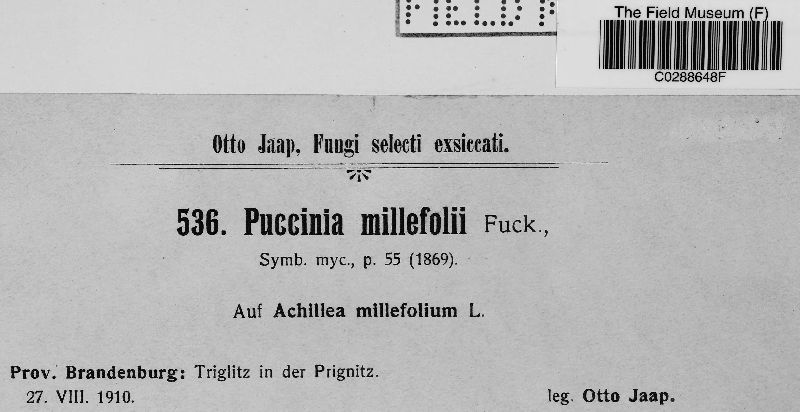 FIELD
The Field Museum (F)
C0288648F
Otto Jaap, Fungi selecti exsiccati.
536. Puccinia millefolii Fuck.,
Symb. myc., p. 55 (1869).
Auf Achillea millefolium L.
Prov. Brandenburg: Triglitz in der Prignitz.
27. VIII. 1910.
leg. Otto Jaap.